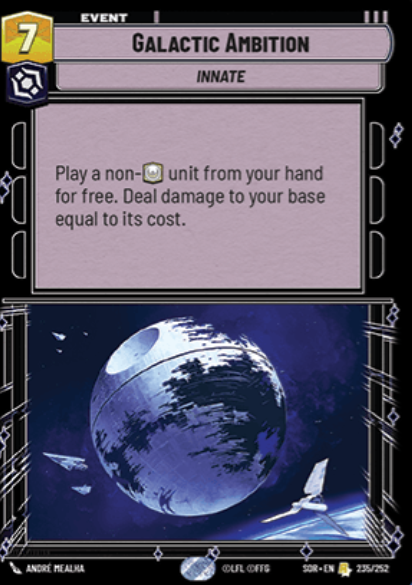 EVENT
7
GALACTIC AMBITION
INNATE
Play a non- unit from your hand
for free. Deal damage to your base
equal to its cost.
ANDRÉ MEALHA
©LFL ©FFG
SOR•EN
235/252